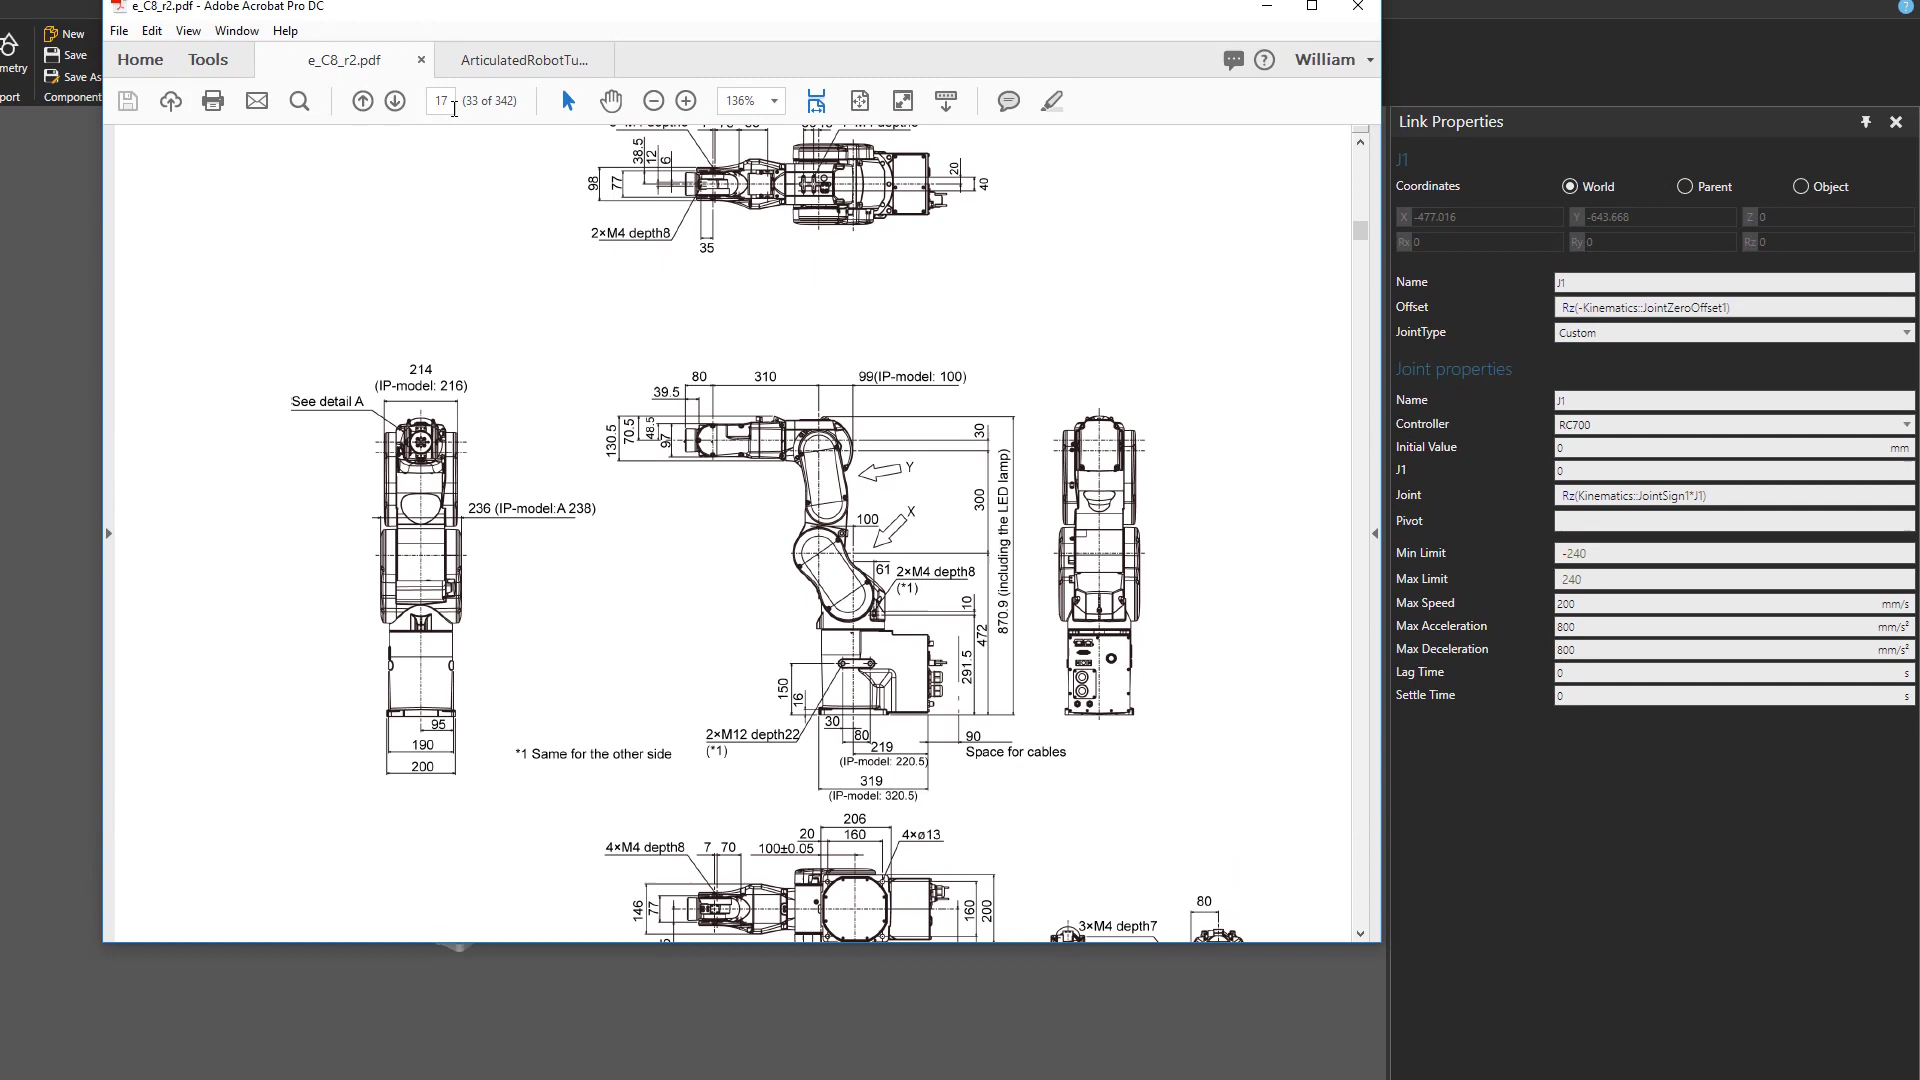 e_C8_r2.pdf - Adobe Acrobat Pro DC
File Edit View Window Help
New
Save
Save As
metry
port
Component
Home Tools e_C8_r2.pdf × ArticulatedRobotTu... William
17 (33 of 342) 136%
38.5
12
6
98
77
20
40
2×M4 depth8
35
214
(IP-model: 216)
See detail A
236 (IP-model:A 238)
95
190
200
*1 Same for the other side
80 310 99(IP-model: 100)
39.5
130.5
70.5
48.5
97
Y
30
300
870.9 (including the LED lamp)
100
X
61 2×M4 depth8
(*1)
10
472
291.5
150
16
30
80
2×M12 depth22
(*1)
219
(IP-model: 220.5)
90
Space for cables
319
(IP-model: 320.5)
206
20 160 4×ø13
4×M4 depth8 7 70 100±0.05
146
77
160
200
80
3×M4 depth7
Link Properties
J1
Coordinates World Parent Object
X -477.016 Y -643.668 Z 0
Rx 0 Ry 0 Rz 0
Name J1
Offset Rz(-Kinematics::JointZeroOffset1)
JointType Custom
Joint properties
Name J1
Controller RC700
Initial Value 0 mm
J1 0
Joint Rz(Kinematics::JointSign1*J1)
Pivot
Min Limit -240
Max Limit 240
Max Speed 200 mm/s
Max Acceleration 800 mm/s²
Max Deceleration 800 mm/s²
Lag Time 0 s
Settle Time 0 s